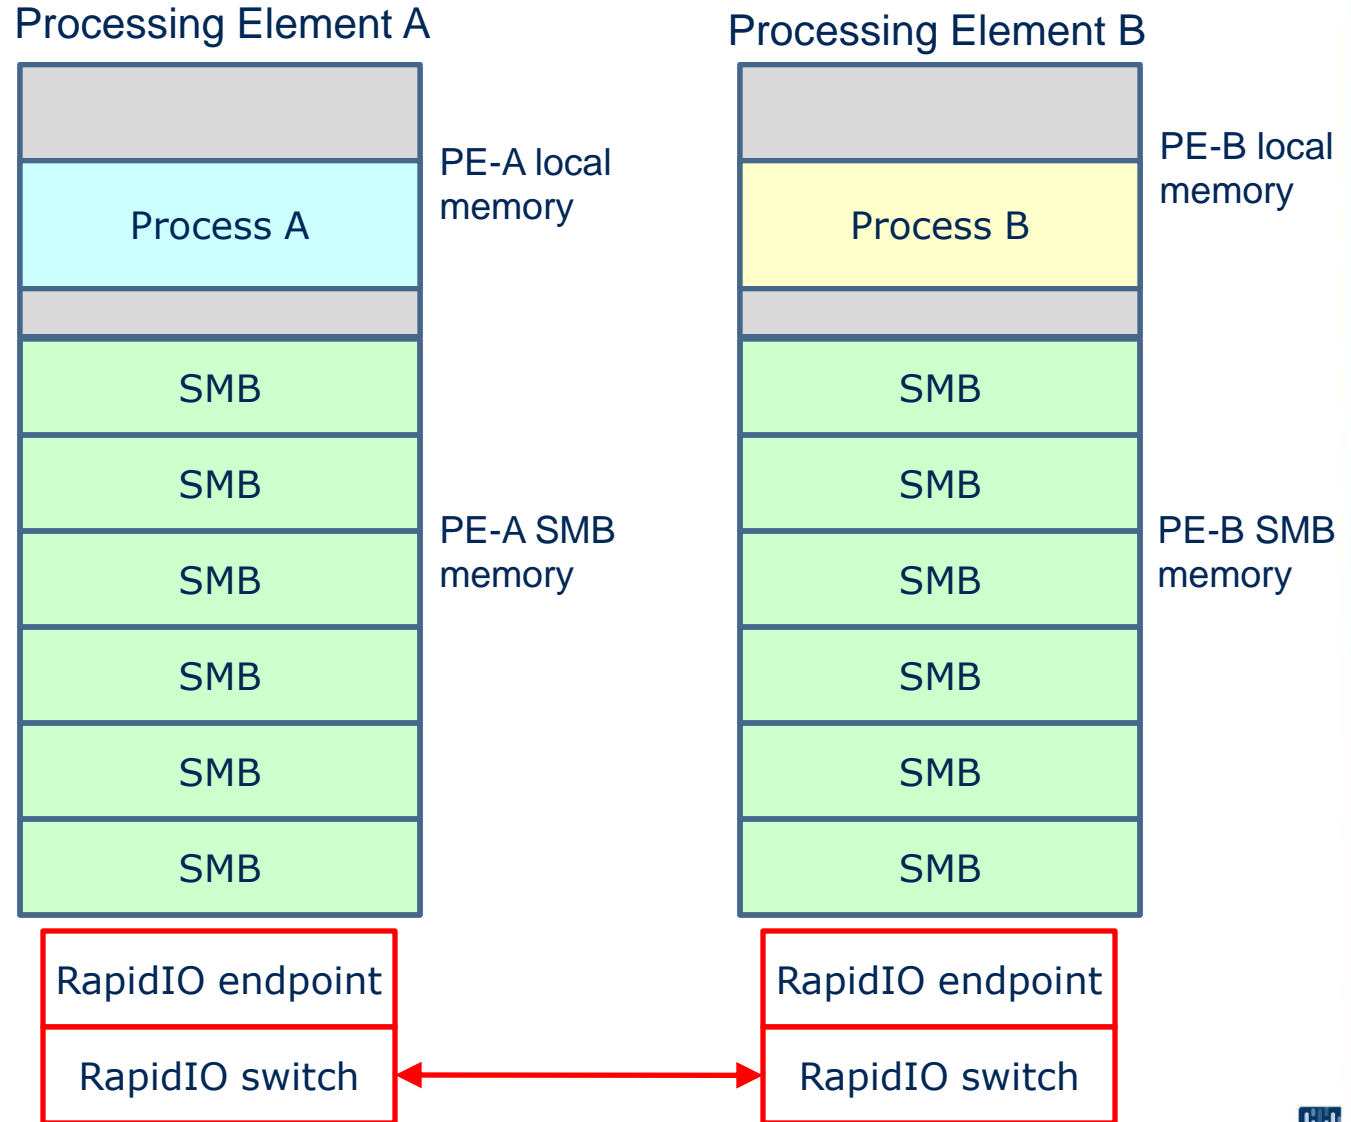 Processing Element A
Processing Element B
PE-A local
memory
Process A
PE-B local
memory
Process B
SMB
SMB
SMB
PE-A SMB
memory
SMB
SMB
SMB
SMB
SMB
SMB
PE-B SMB
memory
SMB
SMB
SMB
RapidIO endpoint
RapidIO switch
RapidIO endpoint
RapidIO switch